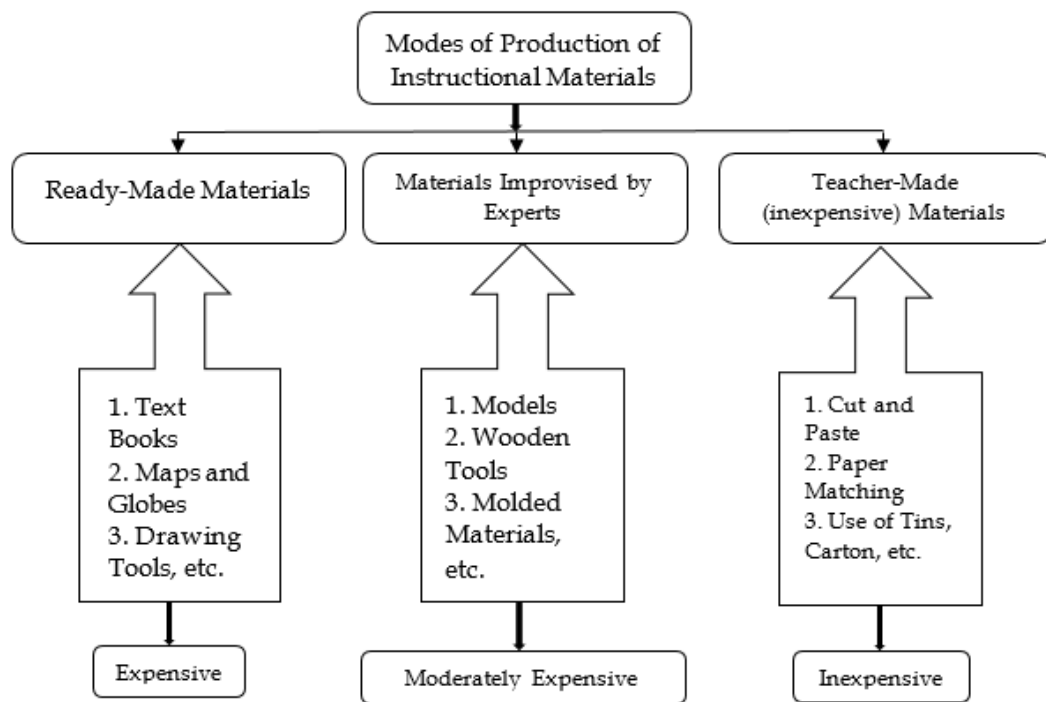 Modes of Production of
Instructional Materials
Ready-Made Materials
Materials Improvised by
Experts
Teacher-Made
(inexpensive) Materials
1. Text
Books
2. Maps and
Globes
3. Drawing
Tools, etc.
1. Models
2. Wooden
Tools
3. Molded
Materials,
etc.
1. Cut and
Paste
2. Paper
Matching
3. Use of Tins,
Carton, etc.
Expensive
Moderately Expensive
Inexpensive